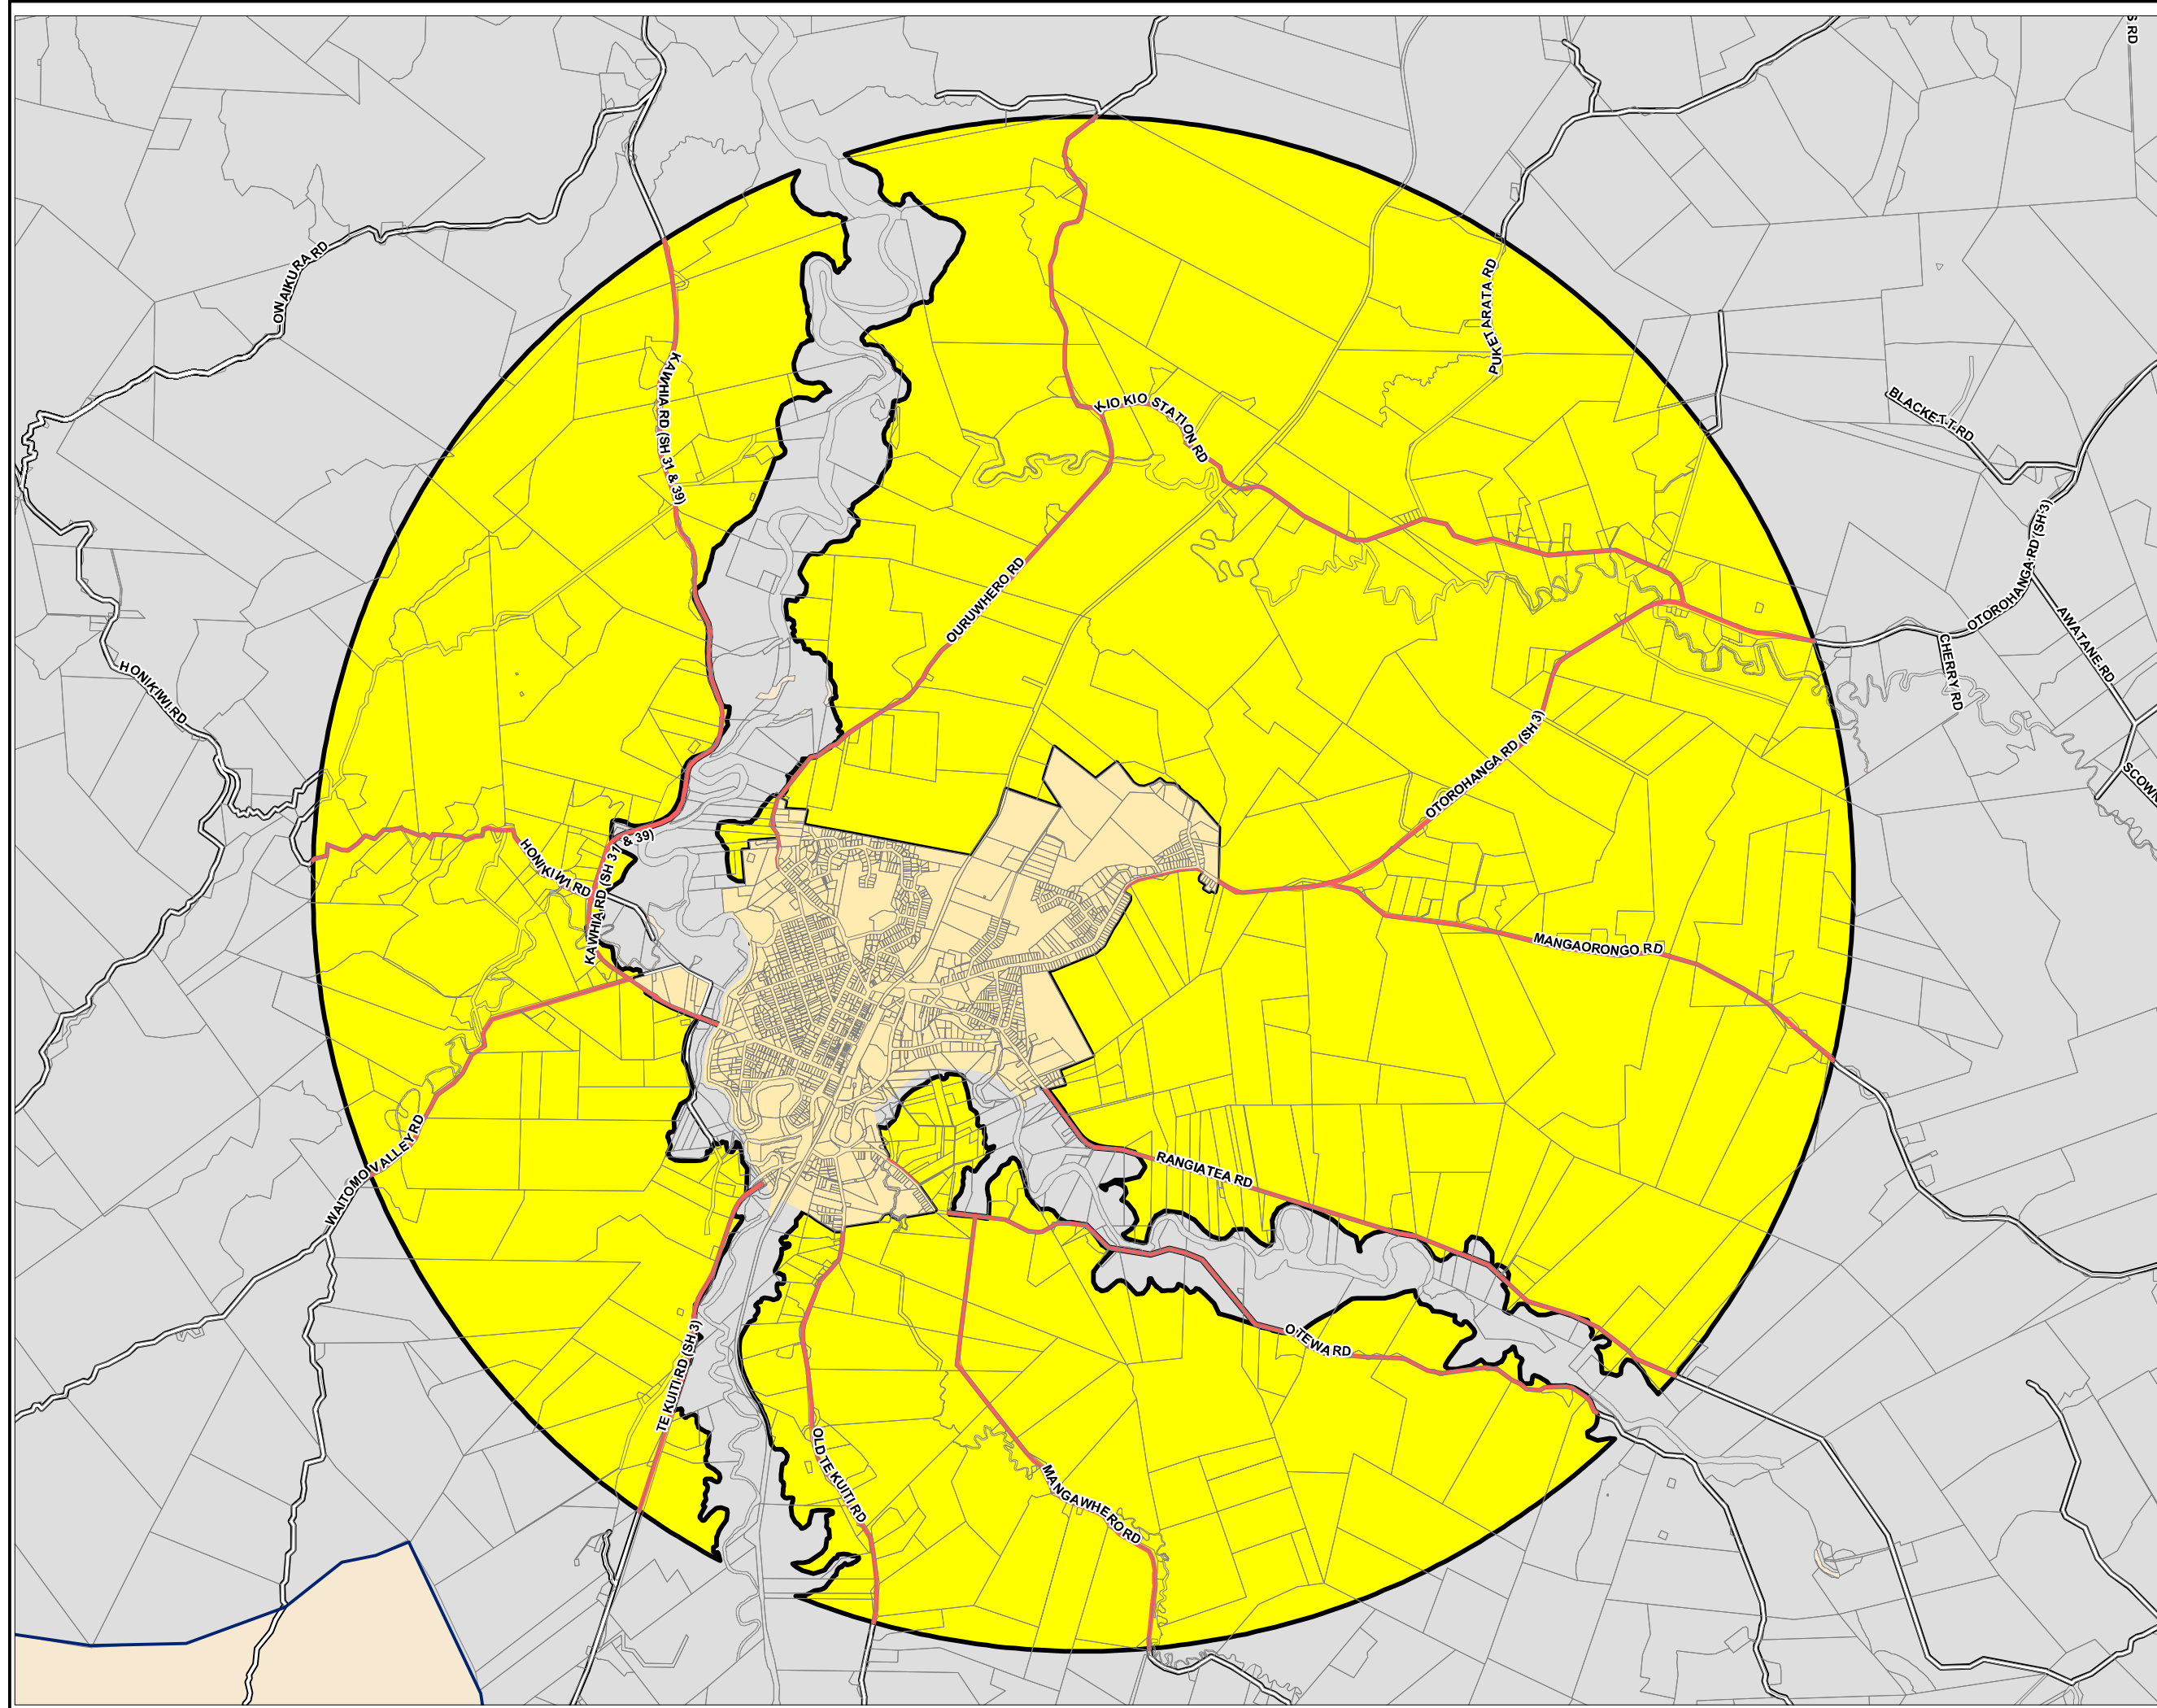 S RD
OWAIKURA RD
PUKETARATA RD
KAWHIA RD (SH 31 & 39)
KIO KIO STATION RD
BLACKETT RD
OTOROHANGA RD (SH 3)
OURUWHERO RD
AWATANE RD
CHERRY RD
HONIKIWI RD
OTOROHANGA RD (SH 3)
SCOWN
HONIKIWI RD
KAWHIA RD (SH 31 & 39)
MANGAORONGO RD
WAITOMO VALLEY RD
RANGIATEA RD
OTEWA RD
TE KUITI RD (SH 3)
OLD TE KUITI RD
MANGAWHERO RD